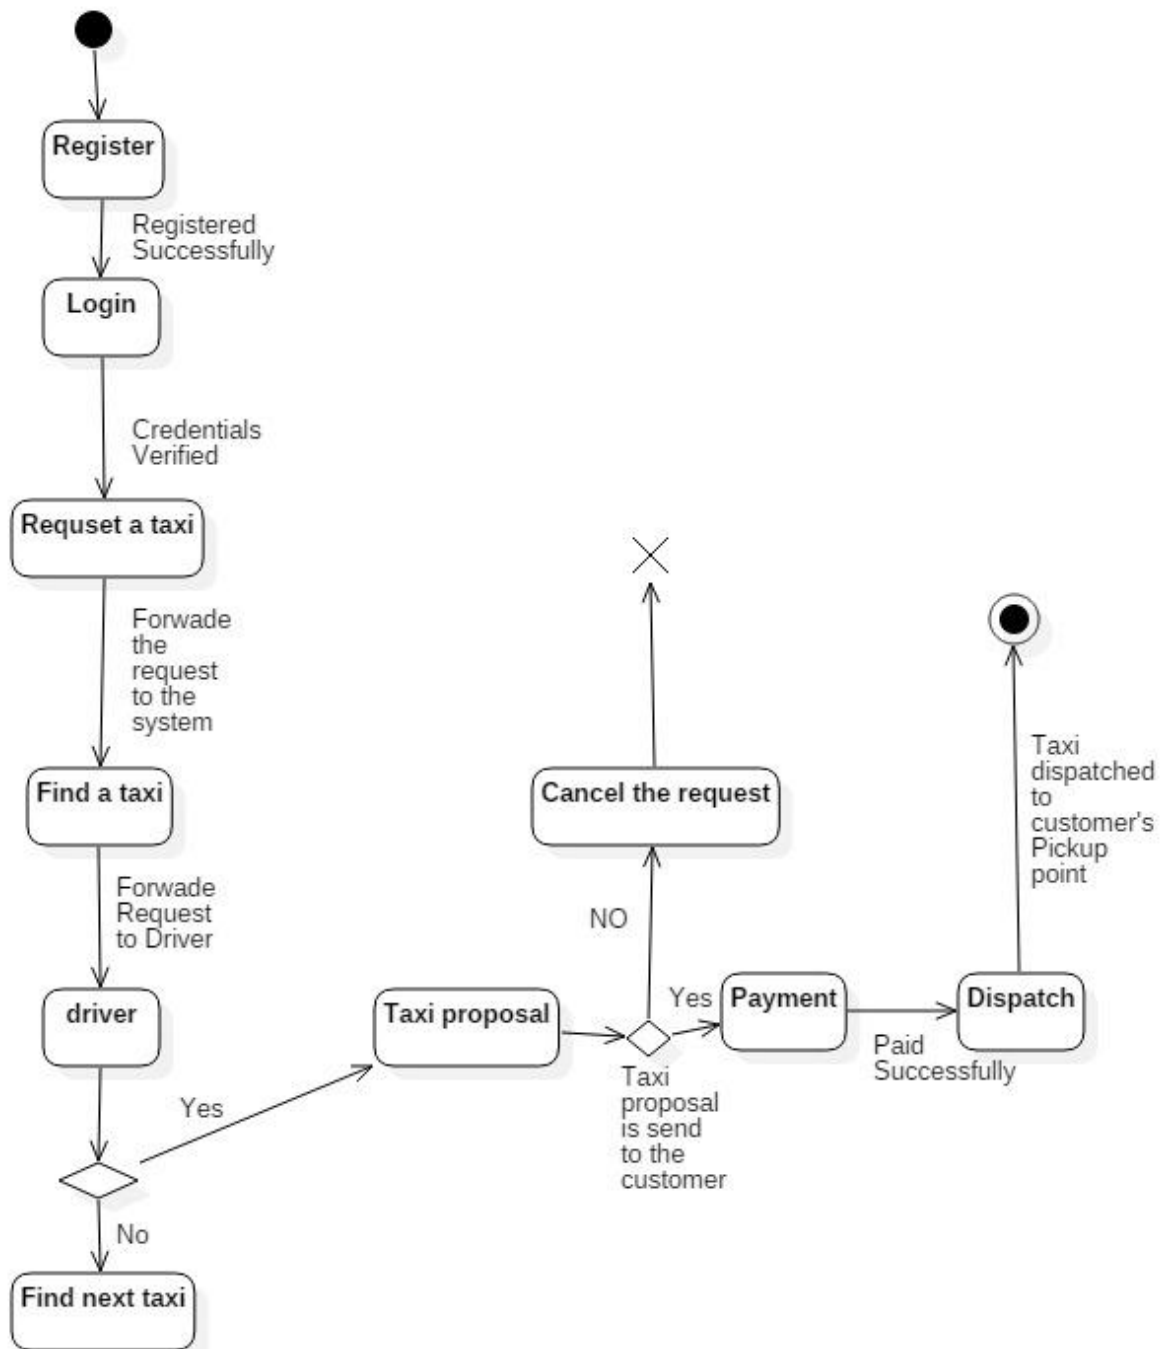 Register
Registered
Successfully
Login
Credentials
Verified
Requset a taxi
Forwade
the
request
to the
system
Find a taxi
Forwade
Request
to Driver
driver
Yes
No
Find next taxi
Taxi proposal
Taxi
proposal
is send
to the
customer
NO
Cancel the request
Yes
Payment
Paid
Successfully
Dispatch
Taxi
dispatched
to
customer's
Pickup
point